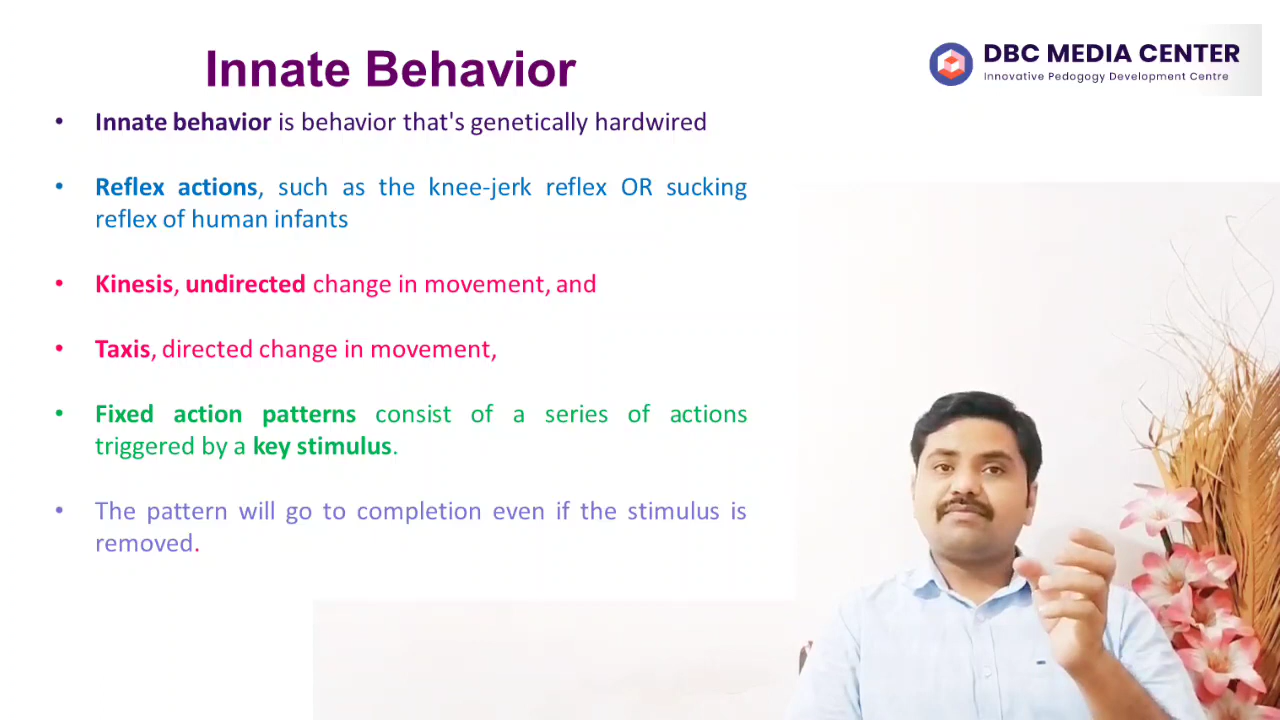 Innate Behavior
DBC MEDIA CENTER
Innovative Pedogogy Development Centre
• Innate behavior is behavior that's genetically hardwired
• Reflex actions, such as the knee-jerk reflex OR sucking
reflex of human infants
• Kinesis, undirected change in movement, and
• Taxis, directed change in movement,
• Fixed action patterns consist of a series of actions
triggered by a key stimulus.
• The pattern will go to completion even if the stimulus is
removed.